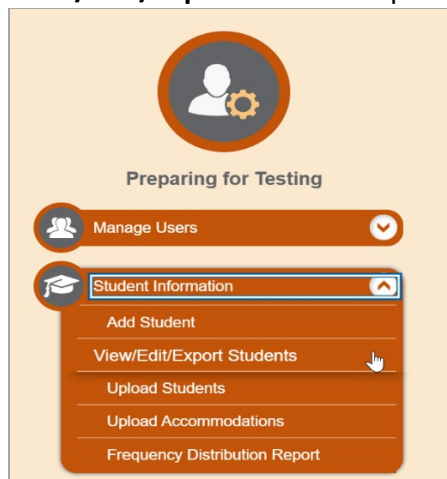 Preparing for Testing
Manage Users
Student Information
Add Student
View/Edit/Export Students
Upload Students
Upload Accommodations
Frequency Distribution Report